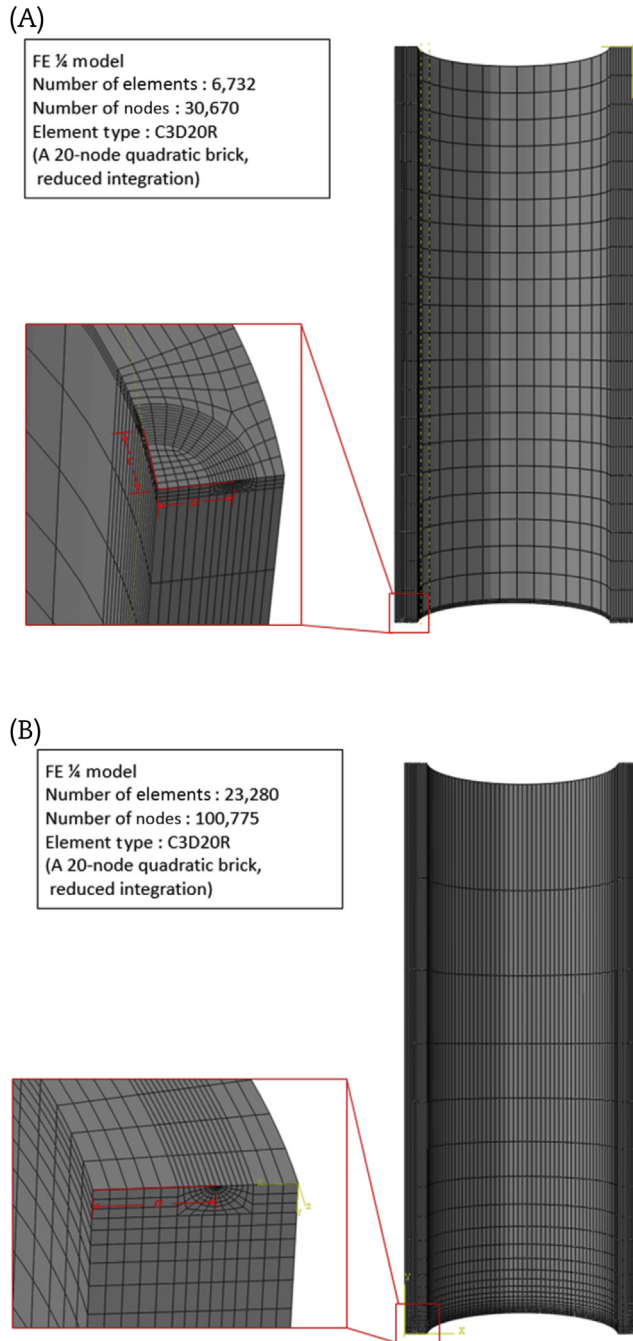 (A)
FE ¼ model
Number of elements : 6,732
Number of nodes : 30,670
Element type : C3D20R
(A 20-node quadratic brick,
reduced integration)
c
a
(B)
FE ¼ model
Number of elements : 23,280
Number of nodes : 100,775
Element type : C3D20R
(A 20-node quadratic brick,
reduced integration)
a
Y
X